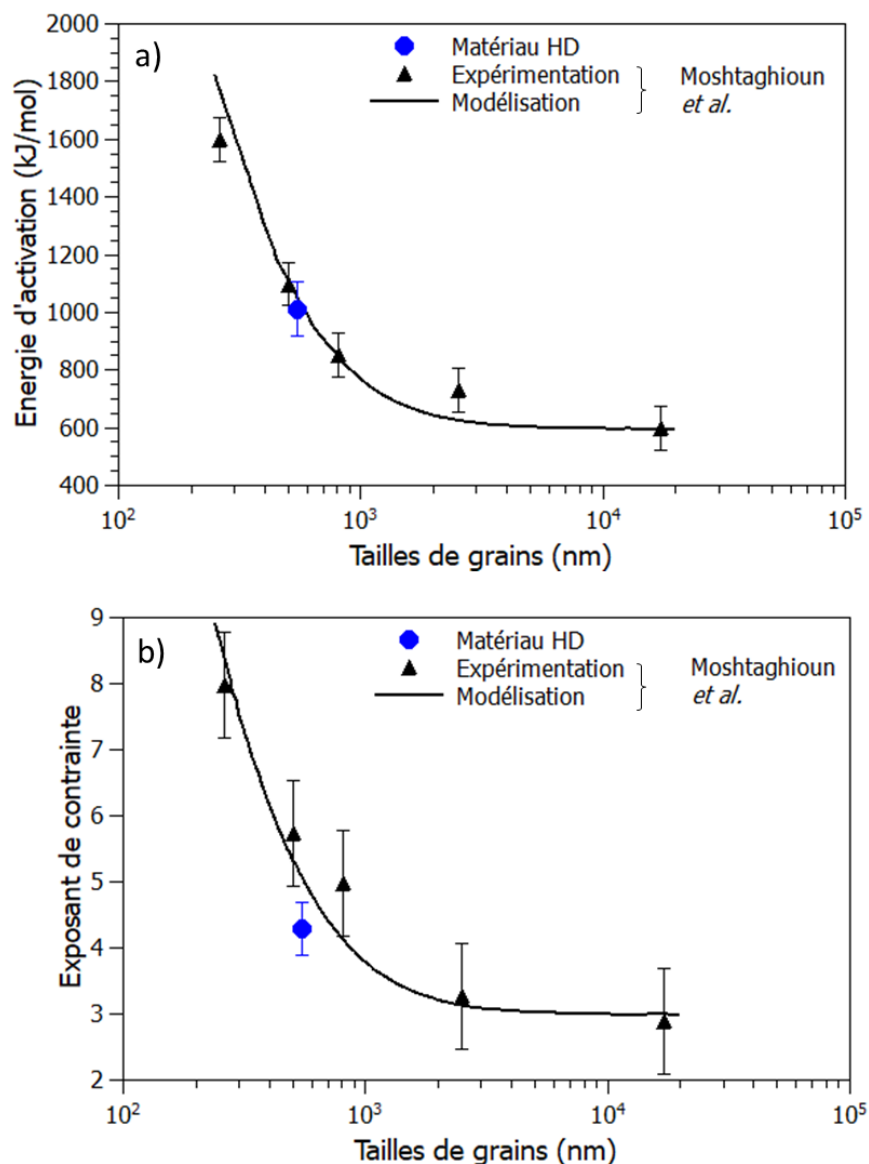 a)
Matériau HD
Expérimentation
Modélisation
Moshtaghioun
et al.
Energie d'activation (kJ/mol)
2000
1800
1600
1400
1200
1000
800
600
400
10² 10³ 10⁴ 10⁵
Tailles de grains (nm)
b)
Matériau HD
Expérimentation
Modélisation
Moshtaghioun
et al.
Exposant de contrainte
9
8
7
6
5
4
3
2
10² 10³ 10⁴ 10⁵
Tailles de grains (nm)